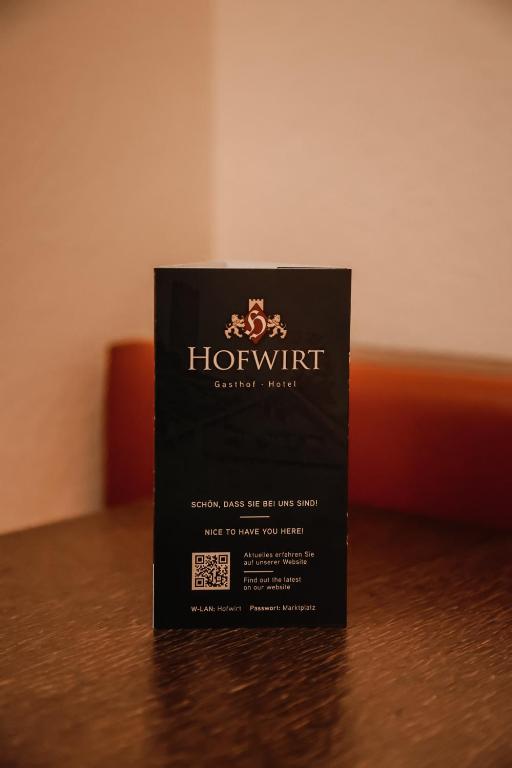 H
HOFWIRT
Gasthof · Hotel
SCHÖN, DASS SIE BEI UNS SIND!
NICE TO HAVE YOU HERE!
Aktuelles erfahren Sie
auf unserer Website
Find out the latest
on our website
W-LAN: Hofwirt Passwort: Marktplatz